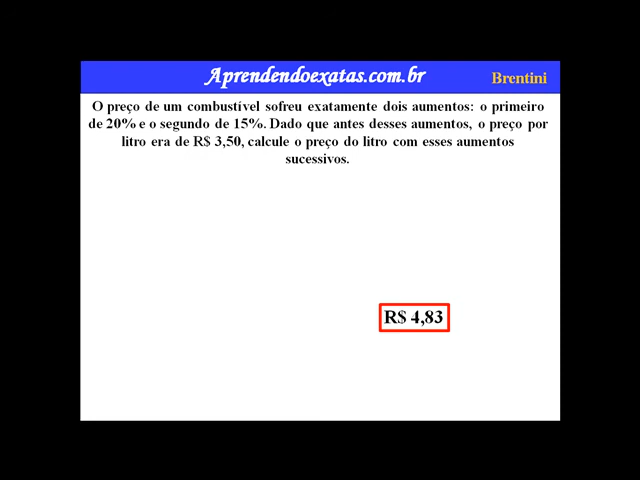 Aprendendoexatas.com.br
Brentini
O preço de um combustível sofreu exatamente dois aumentos: o primeiro
de 20% e o segundo de 15%. Dado que antes desses aumentos, o preço por
litro era de R$ 3,50, calcule o preço do litro com esses aumentos
sucessivos.
R$ 4,83